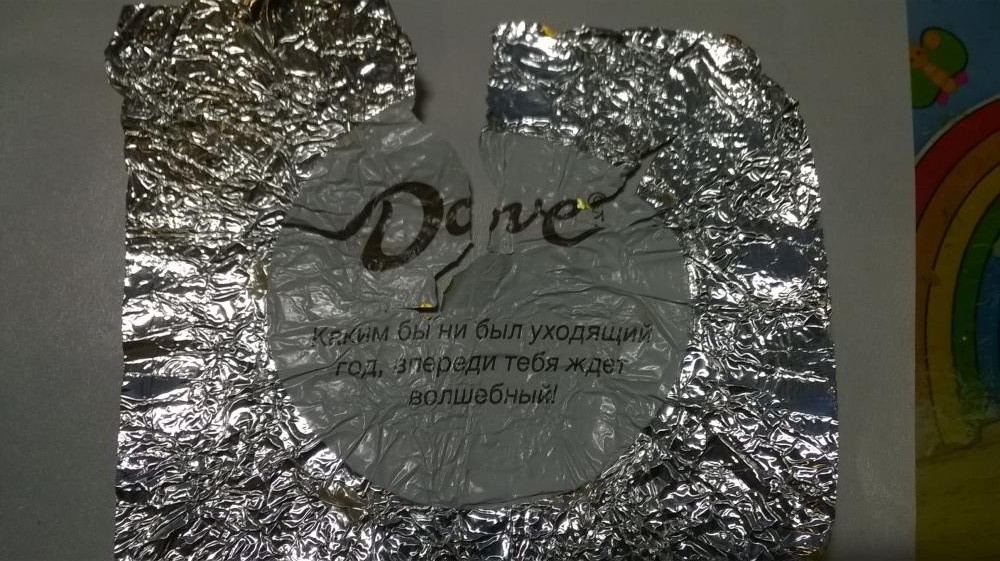 Dove
Каким бы ни был уходящий
год, впереди тебя ждет
волшебный!